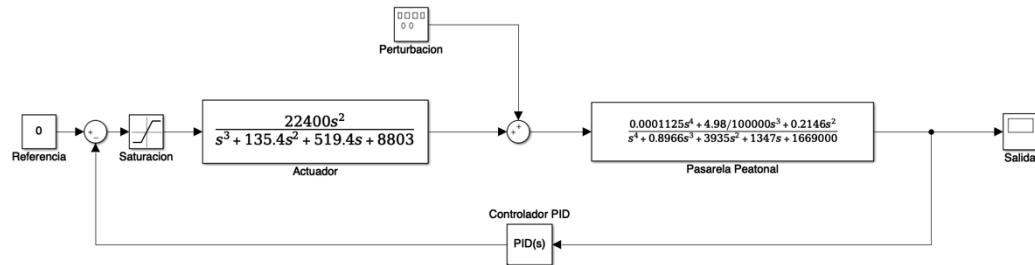 Perturbacion
0
Referencia
+
−
Saturacion
22400s²
s³ + 135.4s² + 519.4s + 8803
Actuador
+
+
0.0001125s⁴ + 4.98/100000s³ + 0.2146s²
s⁴ + 0.8966s³ + 3935s² + 1347s + 1669000
Pasarela Peatonal
Salida
Controlador PID
PID(s)